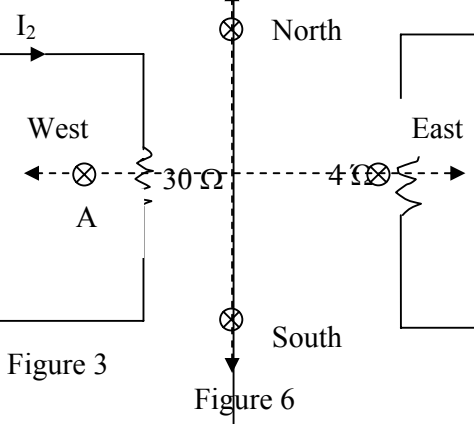 I₂
North
West
East
30 Ω
4 Ω
A
South
Figure 3
Figure 6